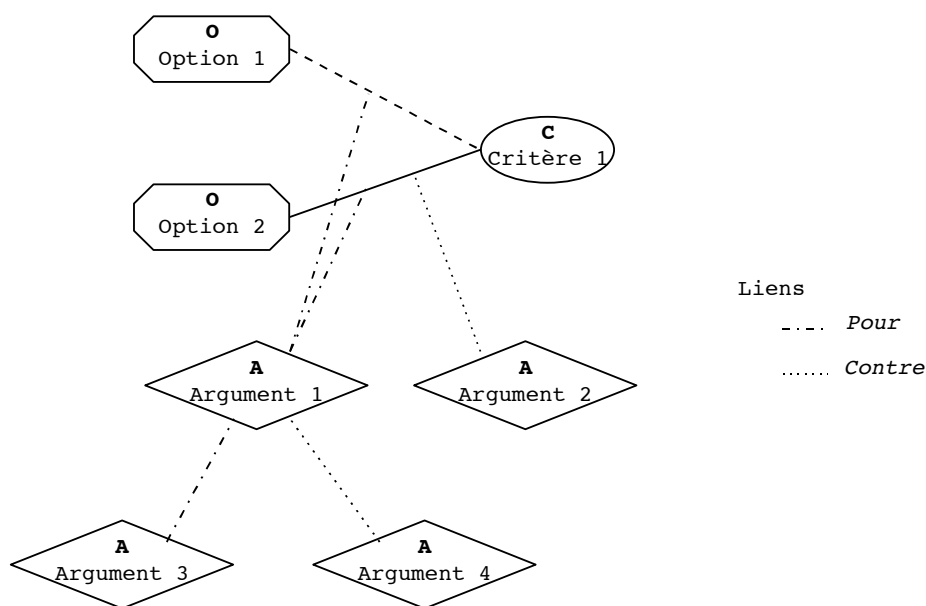 O
Option 1
C
Critère 1
O
Option 2
Liens
Pour
Contre
A
Argument 1
A
Argument 2
A
Argument 3
A
Argument 4